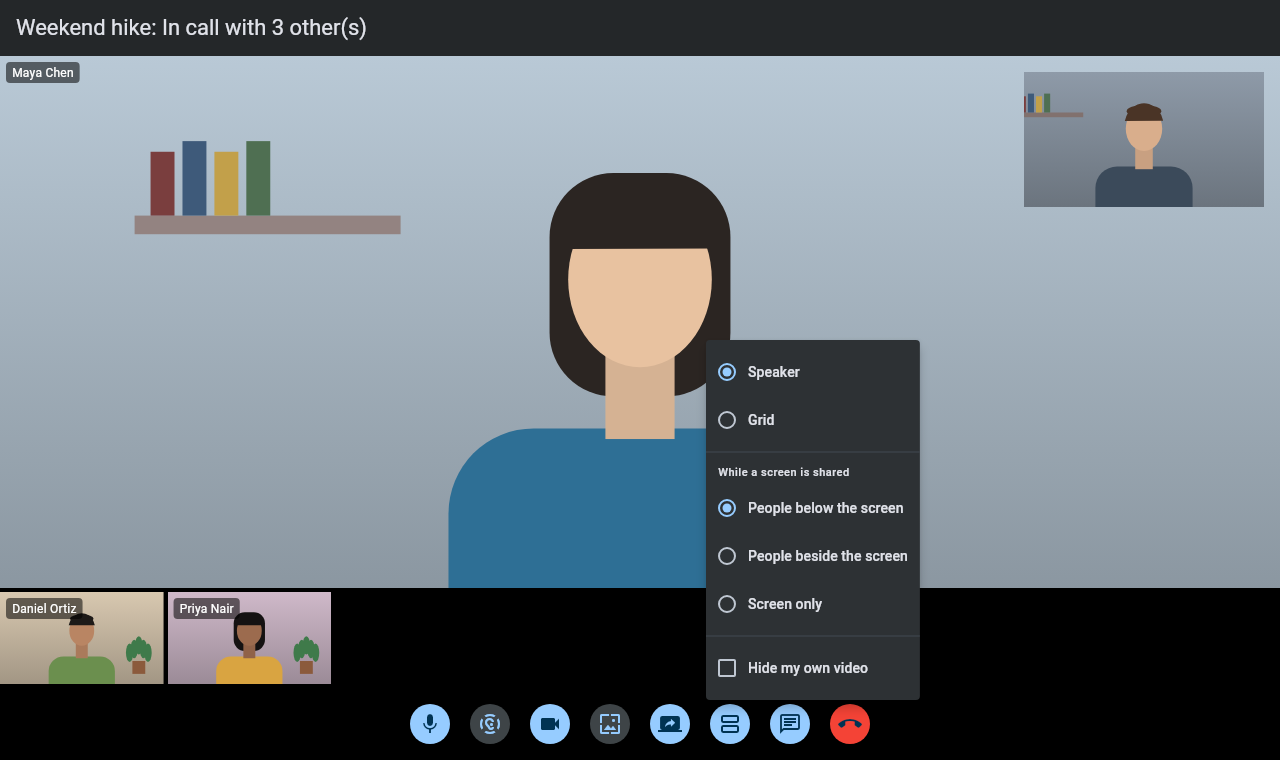 Weekend hike: In call with 3 other(s)
Maya Chen
Speaker
Grid
While a screen is shared
People below the screen
People beside the screen
Screen only
Hide my own video
Daniel Ortiz
Priya Nair